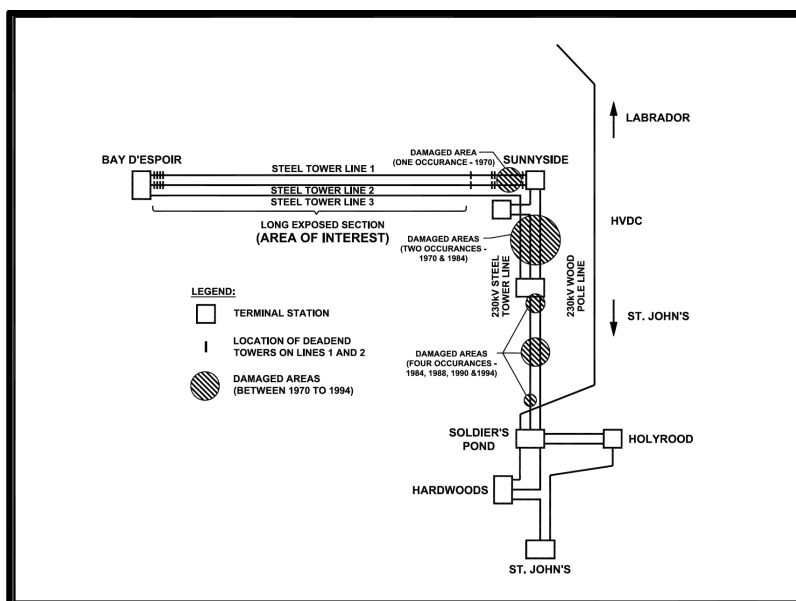 BAY D'ESPOIR
STEEL TOWER LINE 1
DAMAGED AREA
(ONE OCCURANCE - 1970)
SUNNYSIDE
STEEL TOWER LINE 2
STEEL TOWER LINE 3
LONG EXPOSED SECTION
(AREA OF INTEREST)
DAMAGED AREAS
(TWO OCCURANCES -
1970 & 1984)
230kV STEEL
TOWER LINE
230kV WOOD
POLE LINE
LABRADOR
HVDC
ST. JOHN'S
LEGEND:
TERMINAL STATION
LOCATION OF DEADEND
TOWERS ON LINES 1 AND 2
DAMAGED AREAS
(BETWEEN 1970 TO 1994)
DAMAGED AREAS
(FOUR OCCURANCES -
1984, 1988, 1990 &1994)
SOLDIER'S
POND
HOLYROOD
HARDWOODS
ST. JOHN'S